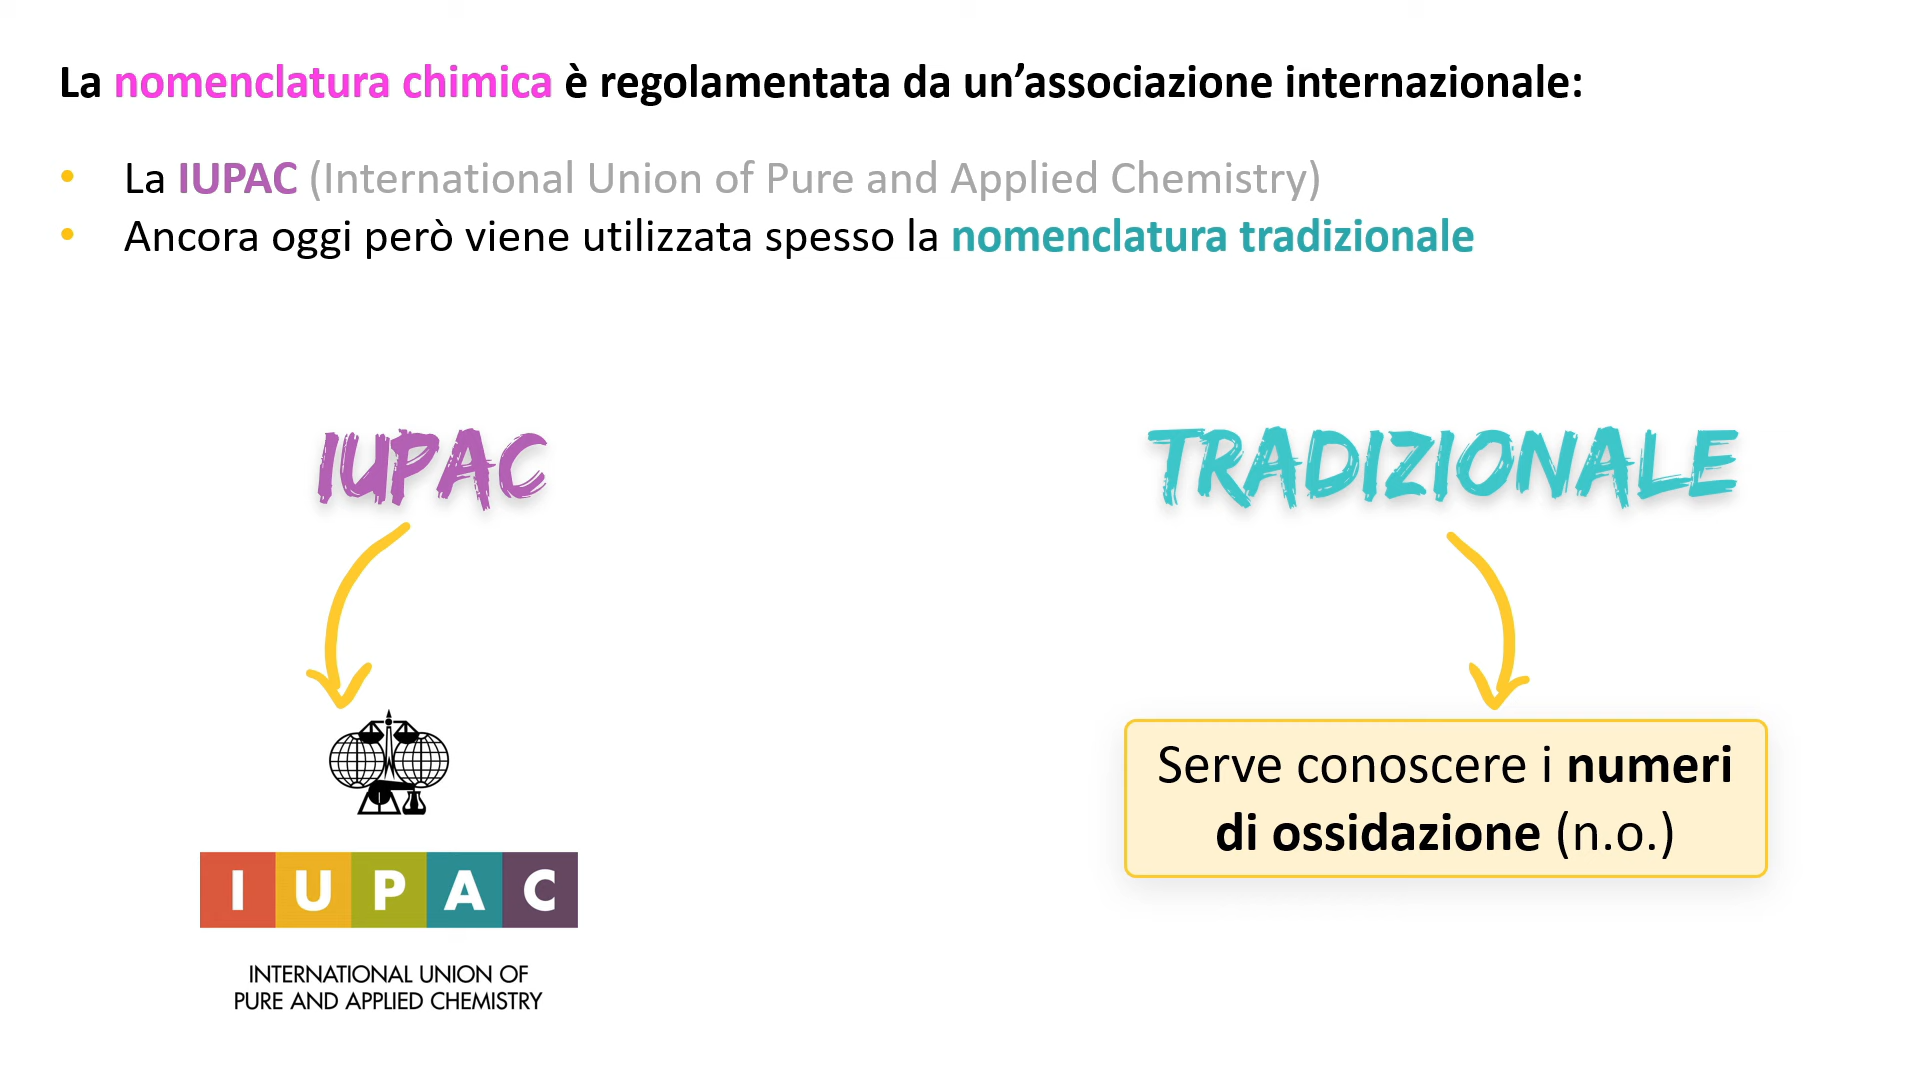 La nomenclatura chimica è regolamentata da un’associazione internazionale:
• La IUPAC (International Union of Pure and Applied Chemistry)
• Ancora oggi però viene utilizzata spesso la nomenclatura tradizionale
IUPAC
TRADIZIONALE
Serve conoscere i numeri
di ossidazione (n.o.)
I U P A C
INTERNATIONAL UNION OF
PURE AND APPLIED CHEMISTRY